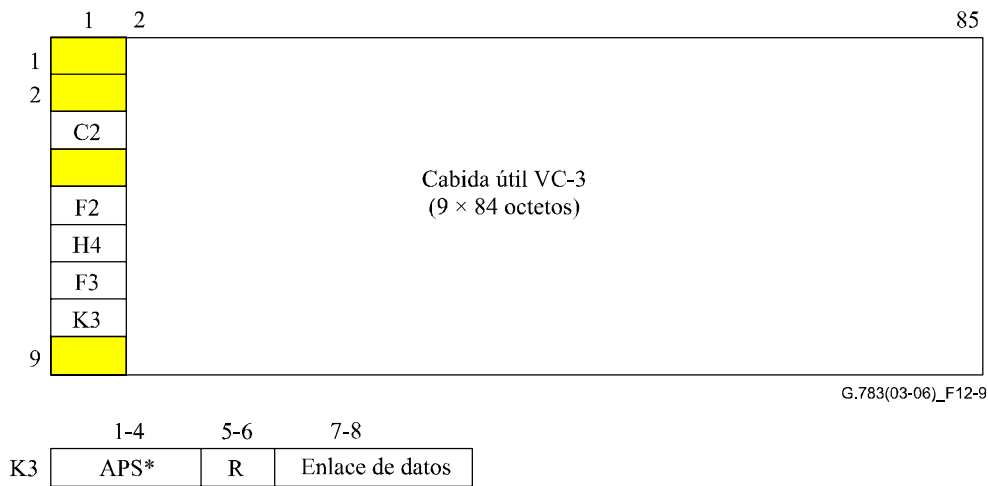 1 2 85
1
2
C2
Cabida útil VC-3
(9 × 84 octetos)
F2
H4
F3
K3
9
G.783(03-06)_F12-9
1-4 5-6 7-8
K3 APS* R Enlace de datos